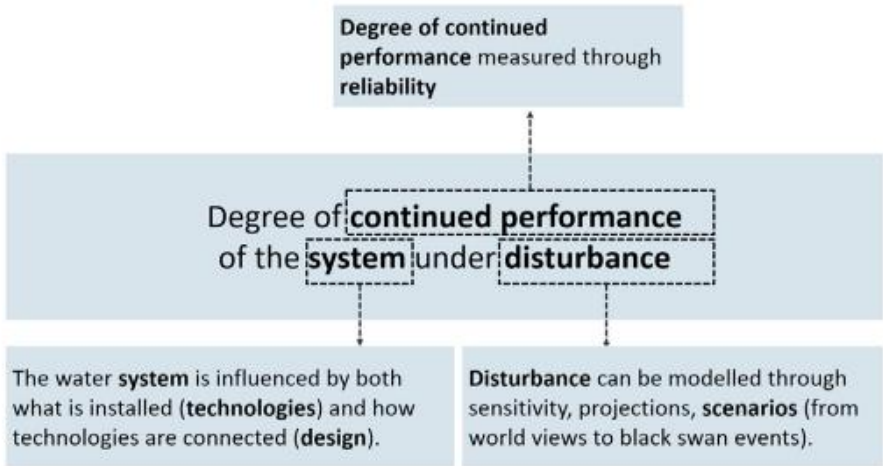 Degree of continued
performance measured through
reliability
Degree of continued performance
of the system under disturbance
The water system is influenced by both
what is installed (technologies) and how
technologies are connected (design).
Disturbance can be modelled through
sensitivity, projections, scenarios (from
world views to black swan events).